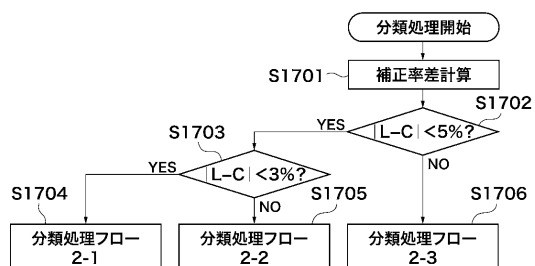 分類処理開始
S1701
補正率差計算
S1702
|L−C| <5%?
YES
NO
S1703
|L−C| <3%?
YES
NO
S1704
分類処理フロー
2-1
S1705
分類処理フロー
2-2
S1706
分類処理フロー
2-3